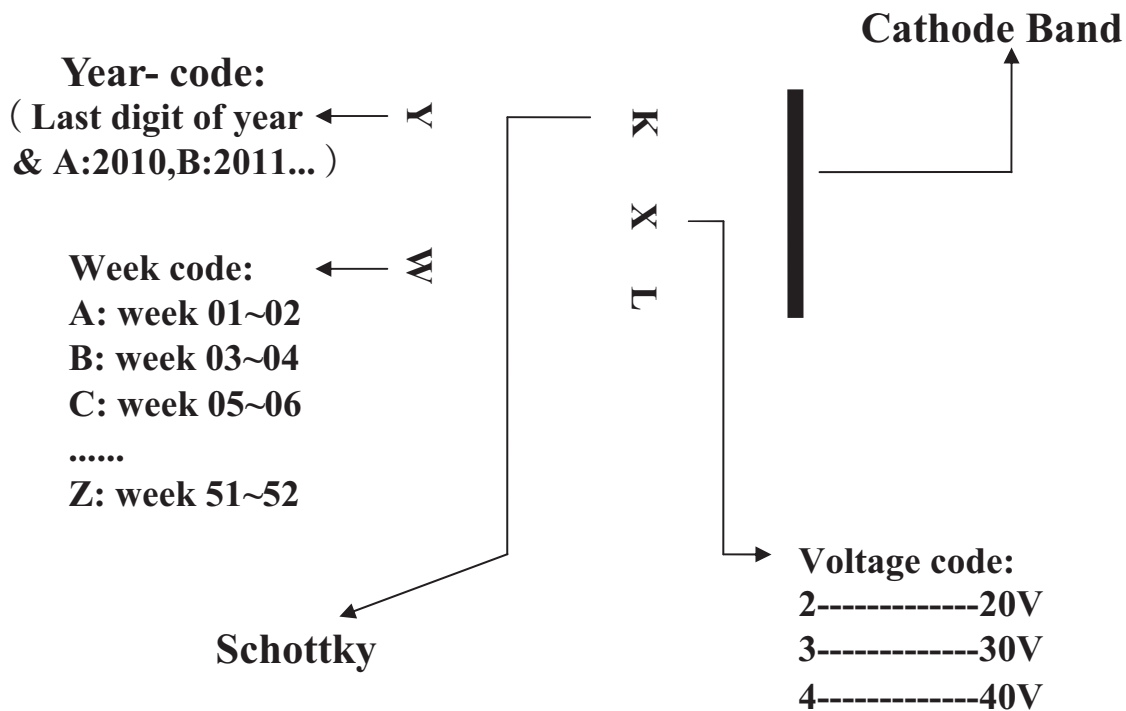 Cathode Band
Year- code:
（Last digit of year
& A:2010,B:2011...）
Y
K
X
L
W
Week code:
A: week 01~02
B: week 03~04
C: week 05~06
......
Z: week 51~52
Schottky
Voltage code:
2-------------20V
3-------------30V
4-------------40V